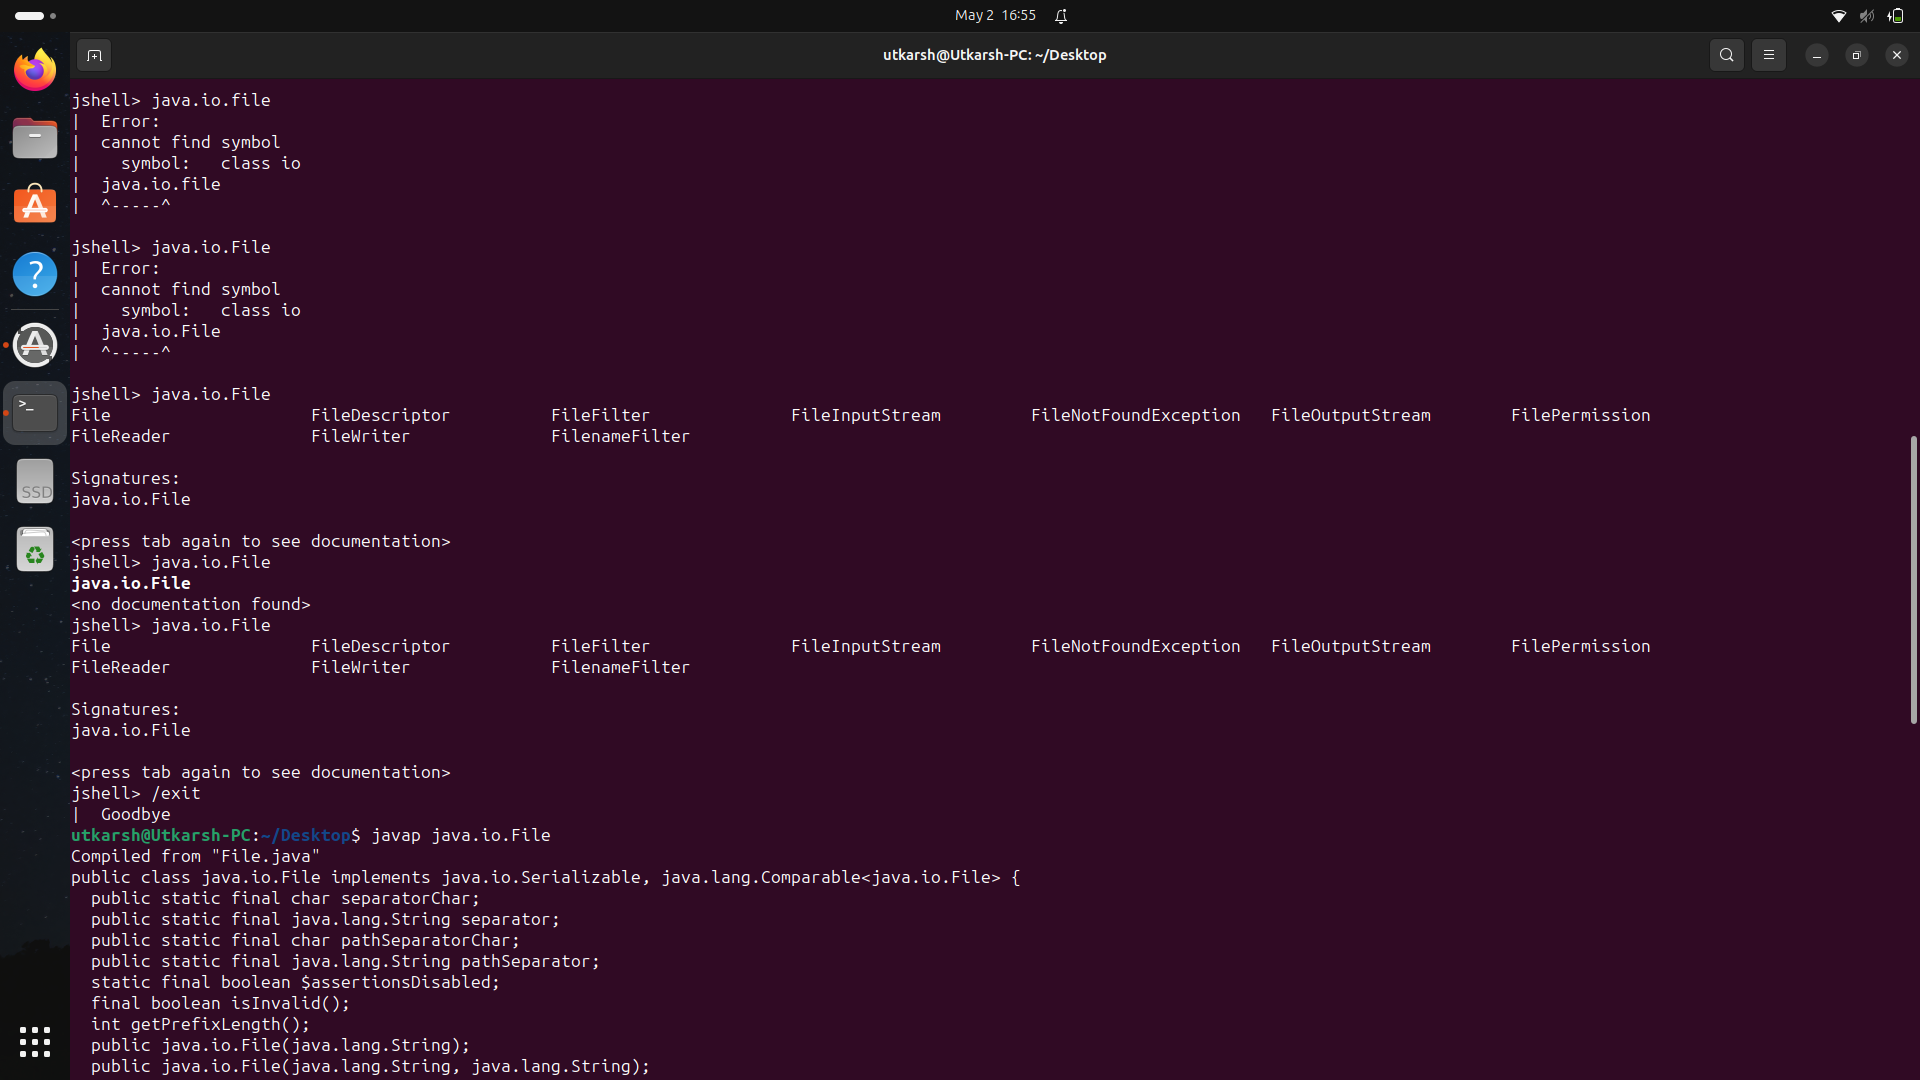 May 2 16:55
utkarsh@Utkarsh-PC: ~/Desktop
jshell> java.io.file
| Error:
| cannot find symbol
| symbol: class io
| java.io.file
| ^-----^
jshell> java.io.File
| Error:
| cannot find symbol
| symbol: class io
| java.io.File
| ^-----^
jshell> java.io.File
File FileDescriptor FileFilter FileInputStream FileNotFoundException FileOutputStream FilePermission
FileReader FileWriter FilenameFilter
Signatures:
java.io.File
<press tab again to see documentation>
jshell> java.io.File
java.io.File
<no documentation found>
jshell> java.io.File
File FileDescriptor FileFilter FileInputStream FileNotFoundException FileOutputStream FilePermission
FileReader FileWriter FilenameFilter
Signatures:
java.io.File
<press tab again to see documentation>
jshell> /exit
| Goodbye
utkarsh@Utkarsh-PC:~/Desktop$ javap java.io.File
Compiled from "File.java"
public class java.io.File implements java.io.Serializable, java.lang.Comparable<java.io.File> {
public static final char separatorChar;
public static final java.lang.String separator;
public static final char pathSeparatorChar;
public static final java.lang.String pathSeparator;
static final boolean $assertionsDisabled;
final boolean isInvalid();
int getPrefixLength();
public java.io.File(java.lang.String);
public java.io.File(java.lang.String, java.lang.String);
SSD